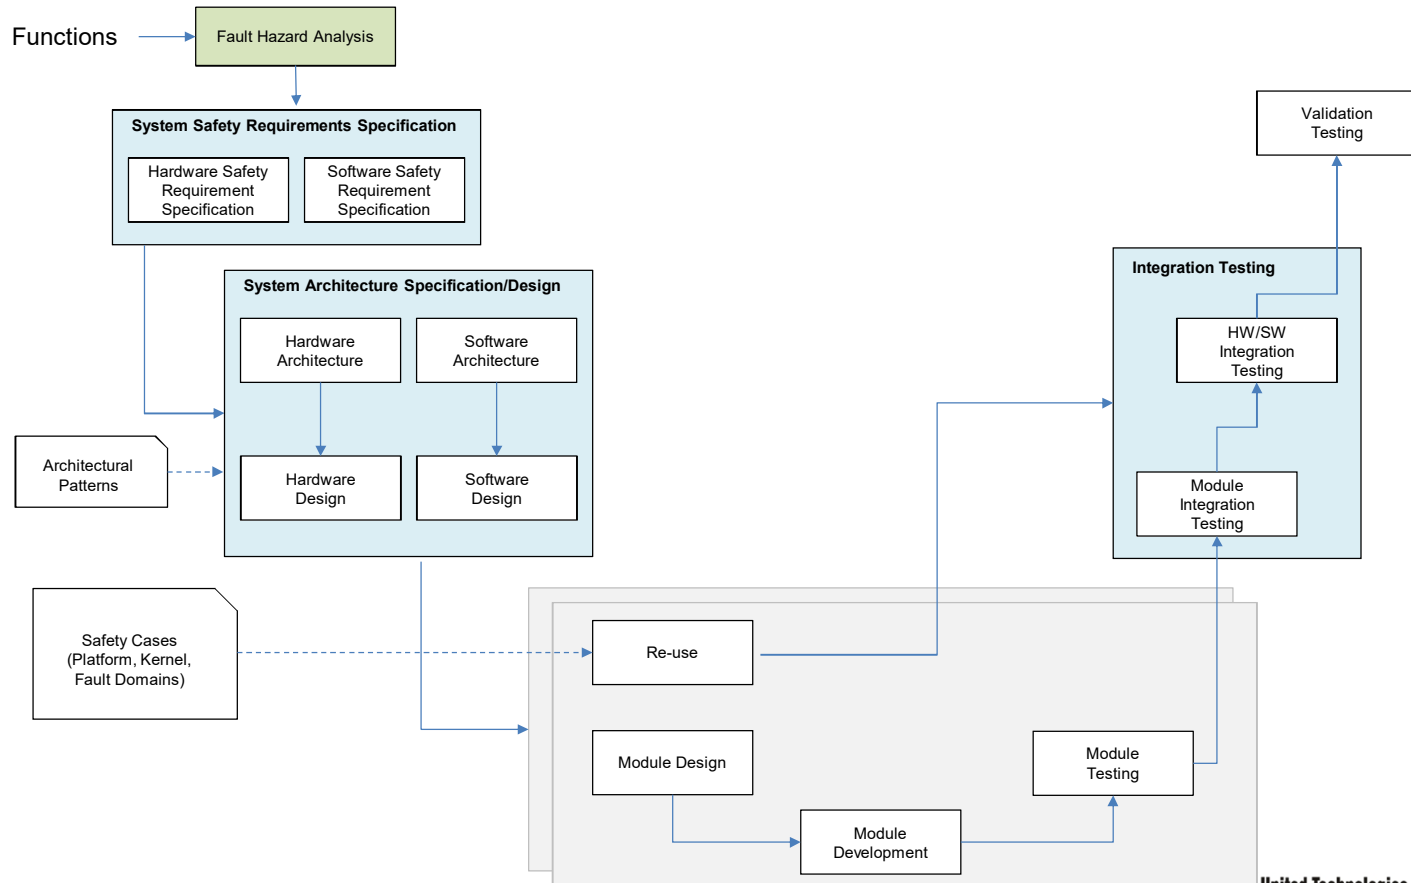 Functions
Fault Hazard Analysis
System Safety Requirements Specification
Hardware Safety
Requirement
Specification
Software Safety
Requirement
Specification
Validation
Testing
System Architecture Specification/Design
Hardware
Architecture
Software
Architecture
Hardware
Design
Software
Design
Architectural
Patterns
Integration Testing
HW/SW
Integration
Testing
Module
Integration
Testing
Safety Cases
(Platform, Kernel,
Fault Domains)
Re-use
Module Design
Module
Development
Module
Testing
United Technologies